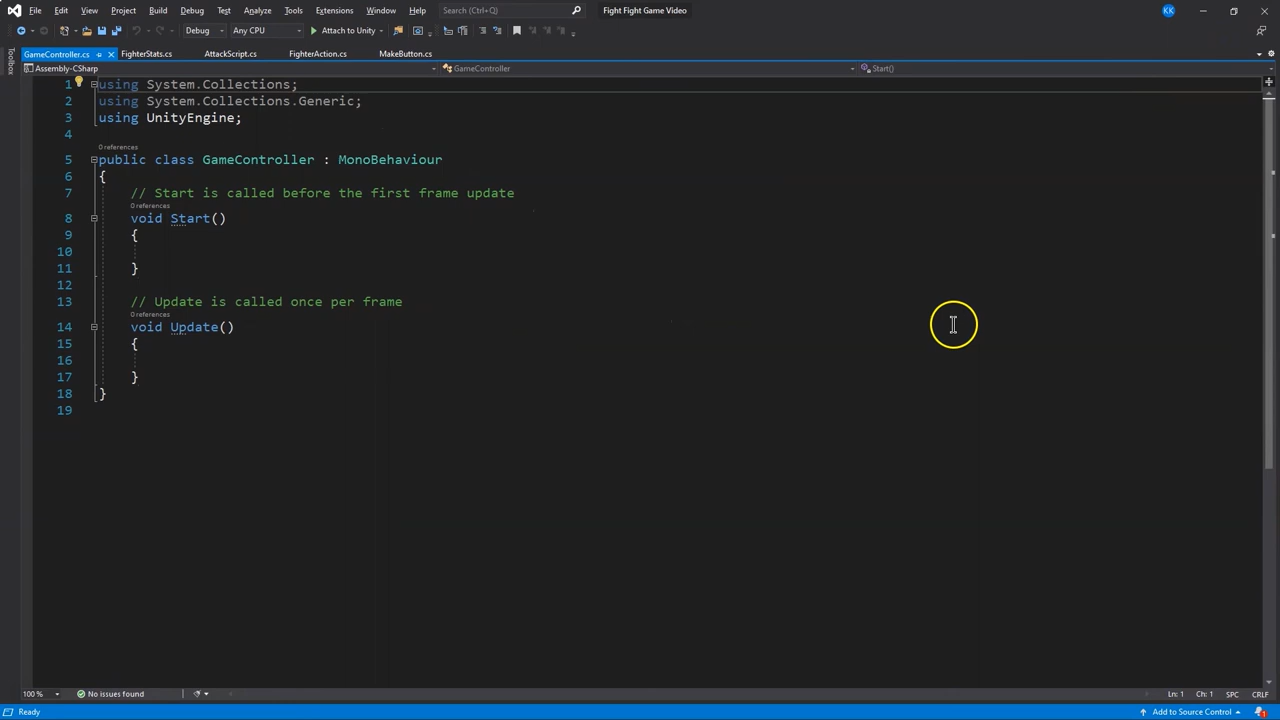 File Edit View Project Build Debug Test Analyze Tools Extensions Window Help Search (Ctrl+Q) Fight Fight Game Video KK
Debug Any CPU Attach to Unity
GameController.cs FighterStats.cs AttackScript.cs FighterAction.cs MakeButton.cs
Toolbox
Assembly-CSharp GameController Start()
1 using System.Collections;
2 using System.Collections.Generic;
3 using UnityEngine;
4
0 references
5 public class GameController : MonoBehaviour
6 {
7 // Start is called before the first frame update
0 references
8 void Start()
9 {
10
11 }
12
13 // Update is called once per frame
0 references
14 void Update()
15 {
16
17 }
18 }
19
100 % No issues found Ln: 1 Ch: 1 SPC CRLF
Ready Add to Source Control 1